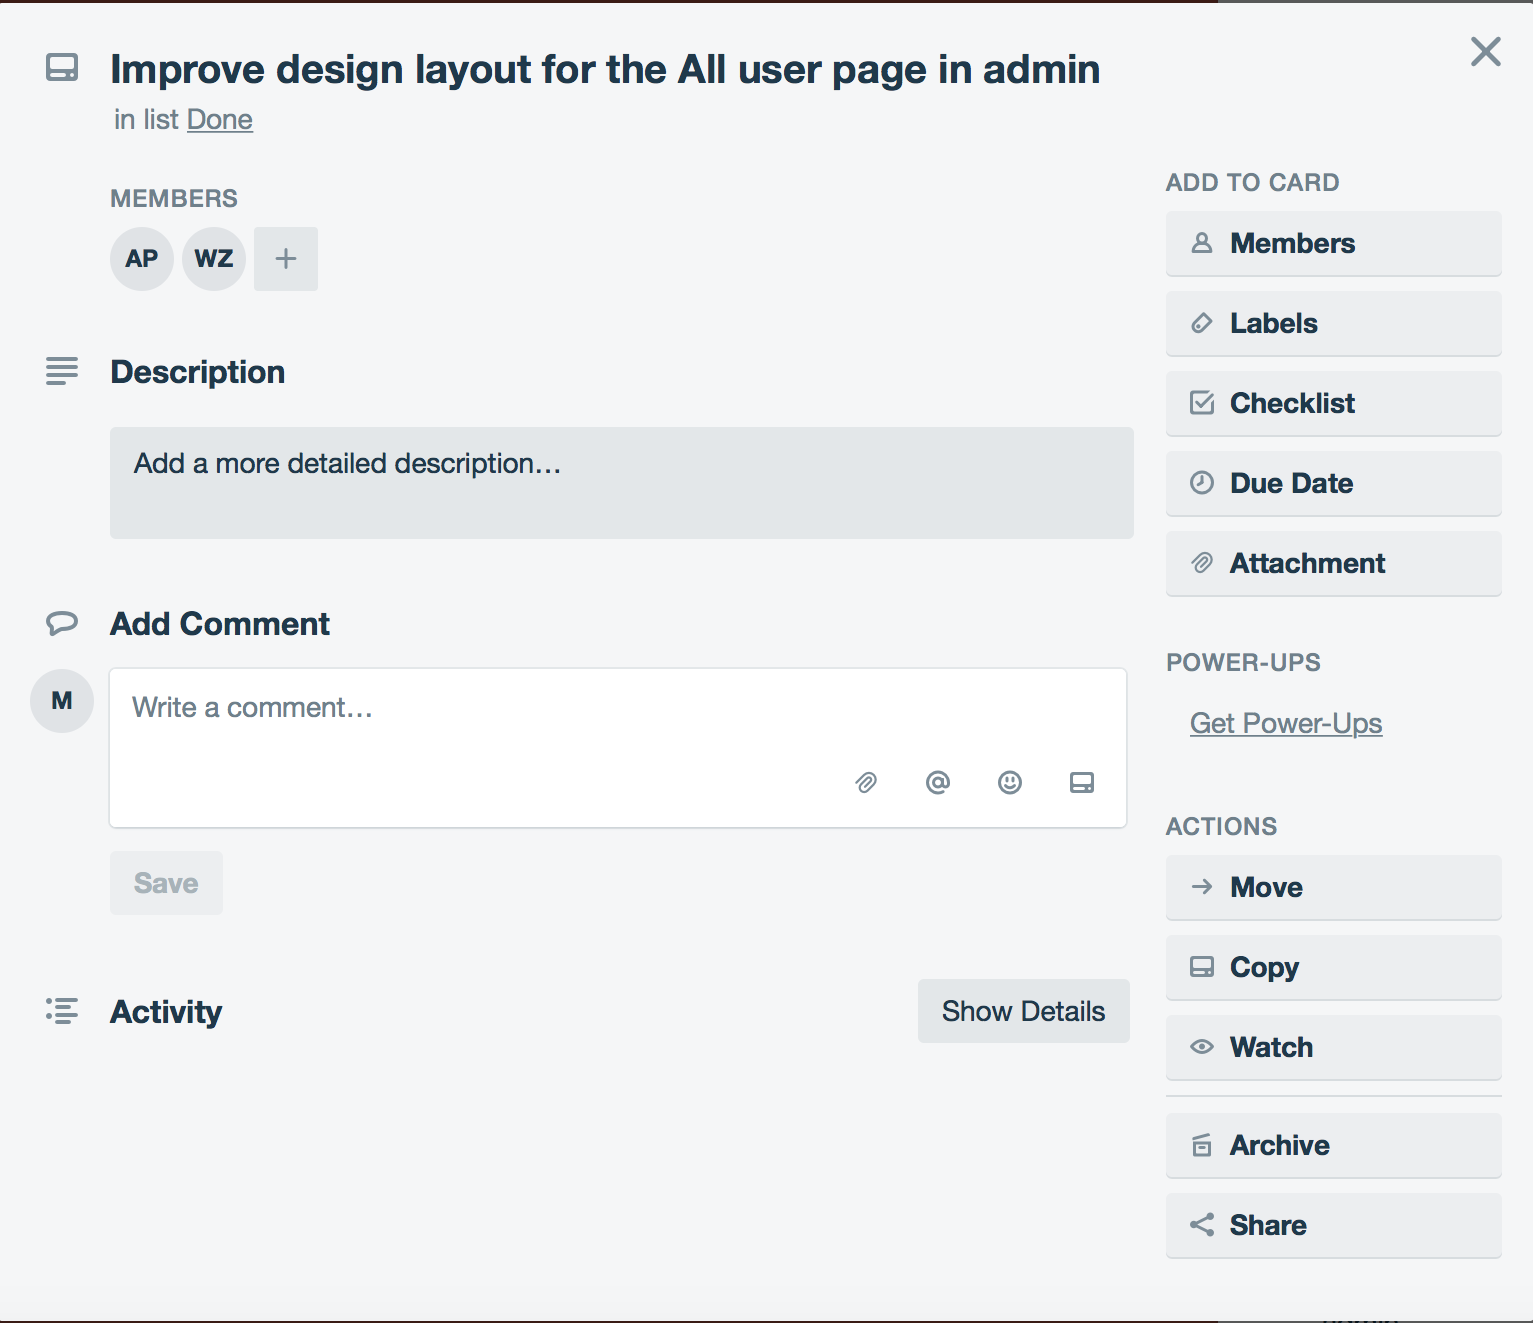 Improve design layout for the All user page in admin
in list Done
MEMBERS
AP WZ +
Description
Add a more detailed description…
Add Comment
M
Write a comment…
@
Save
Activity
Show Details
ADD TO CARD
Members
Labels
Checklist
Due Date
Attachment
POWER-UPS
Get Power-Ups
ACTIONS
Move
Copy
Watch
Archive
Share